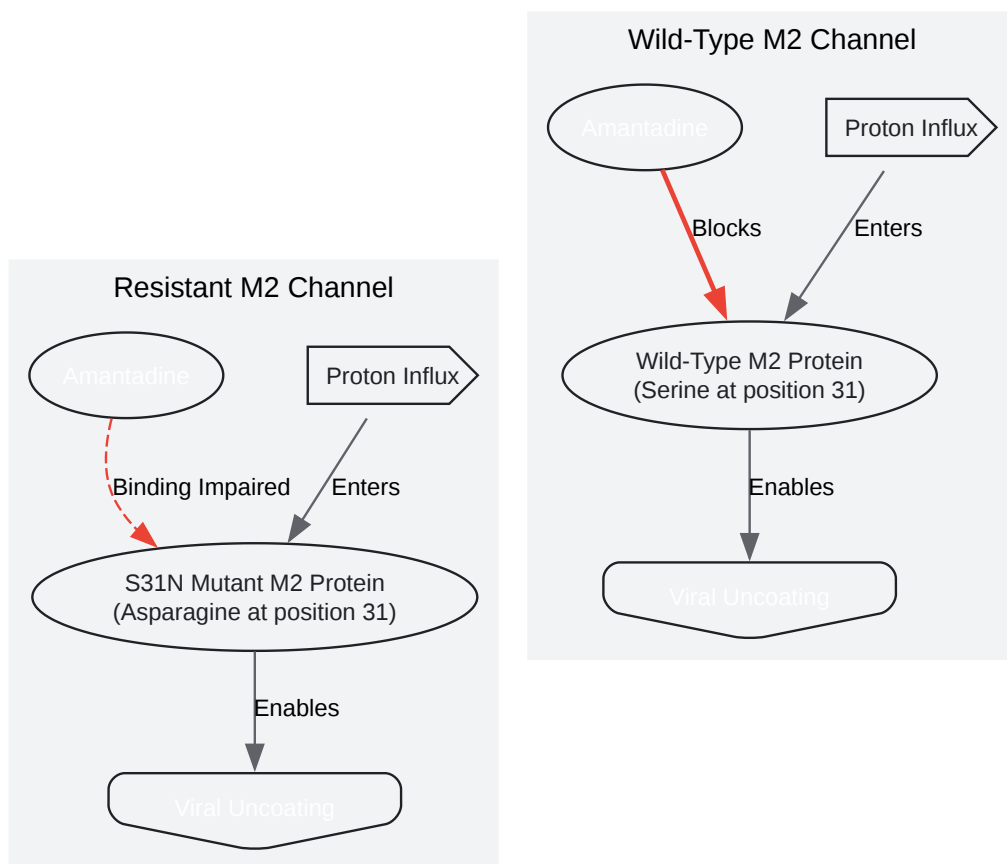 Wild-Type M2 Channel
Amantadine
Proton Influx
Blocks
Enters
Wild-Type M2 Protein
(Serine at position 31)
Enables
Viral Uncoating
Resistant M2 Channel
Amantadine
Proton Influx
Binding Impaired
Enters
S31N Mutant M2 Protein
(Asparagine at position 31)
Enables
Viral Uncoating